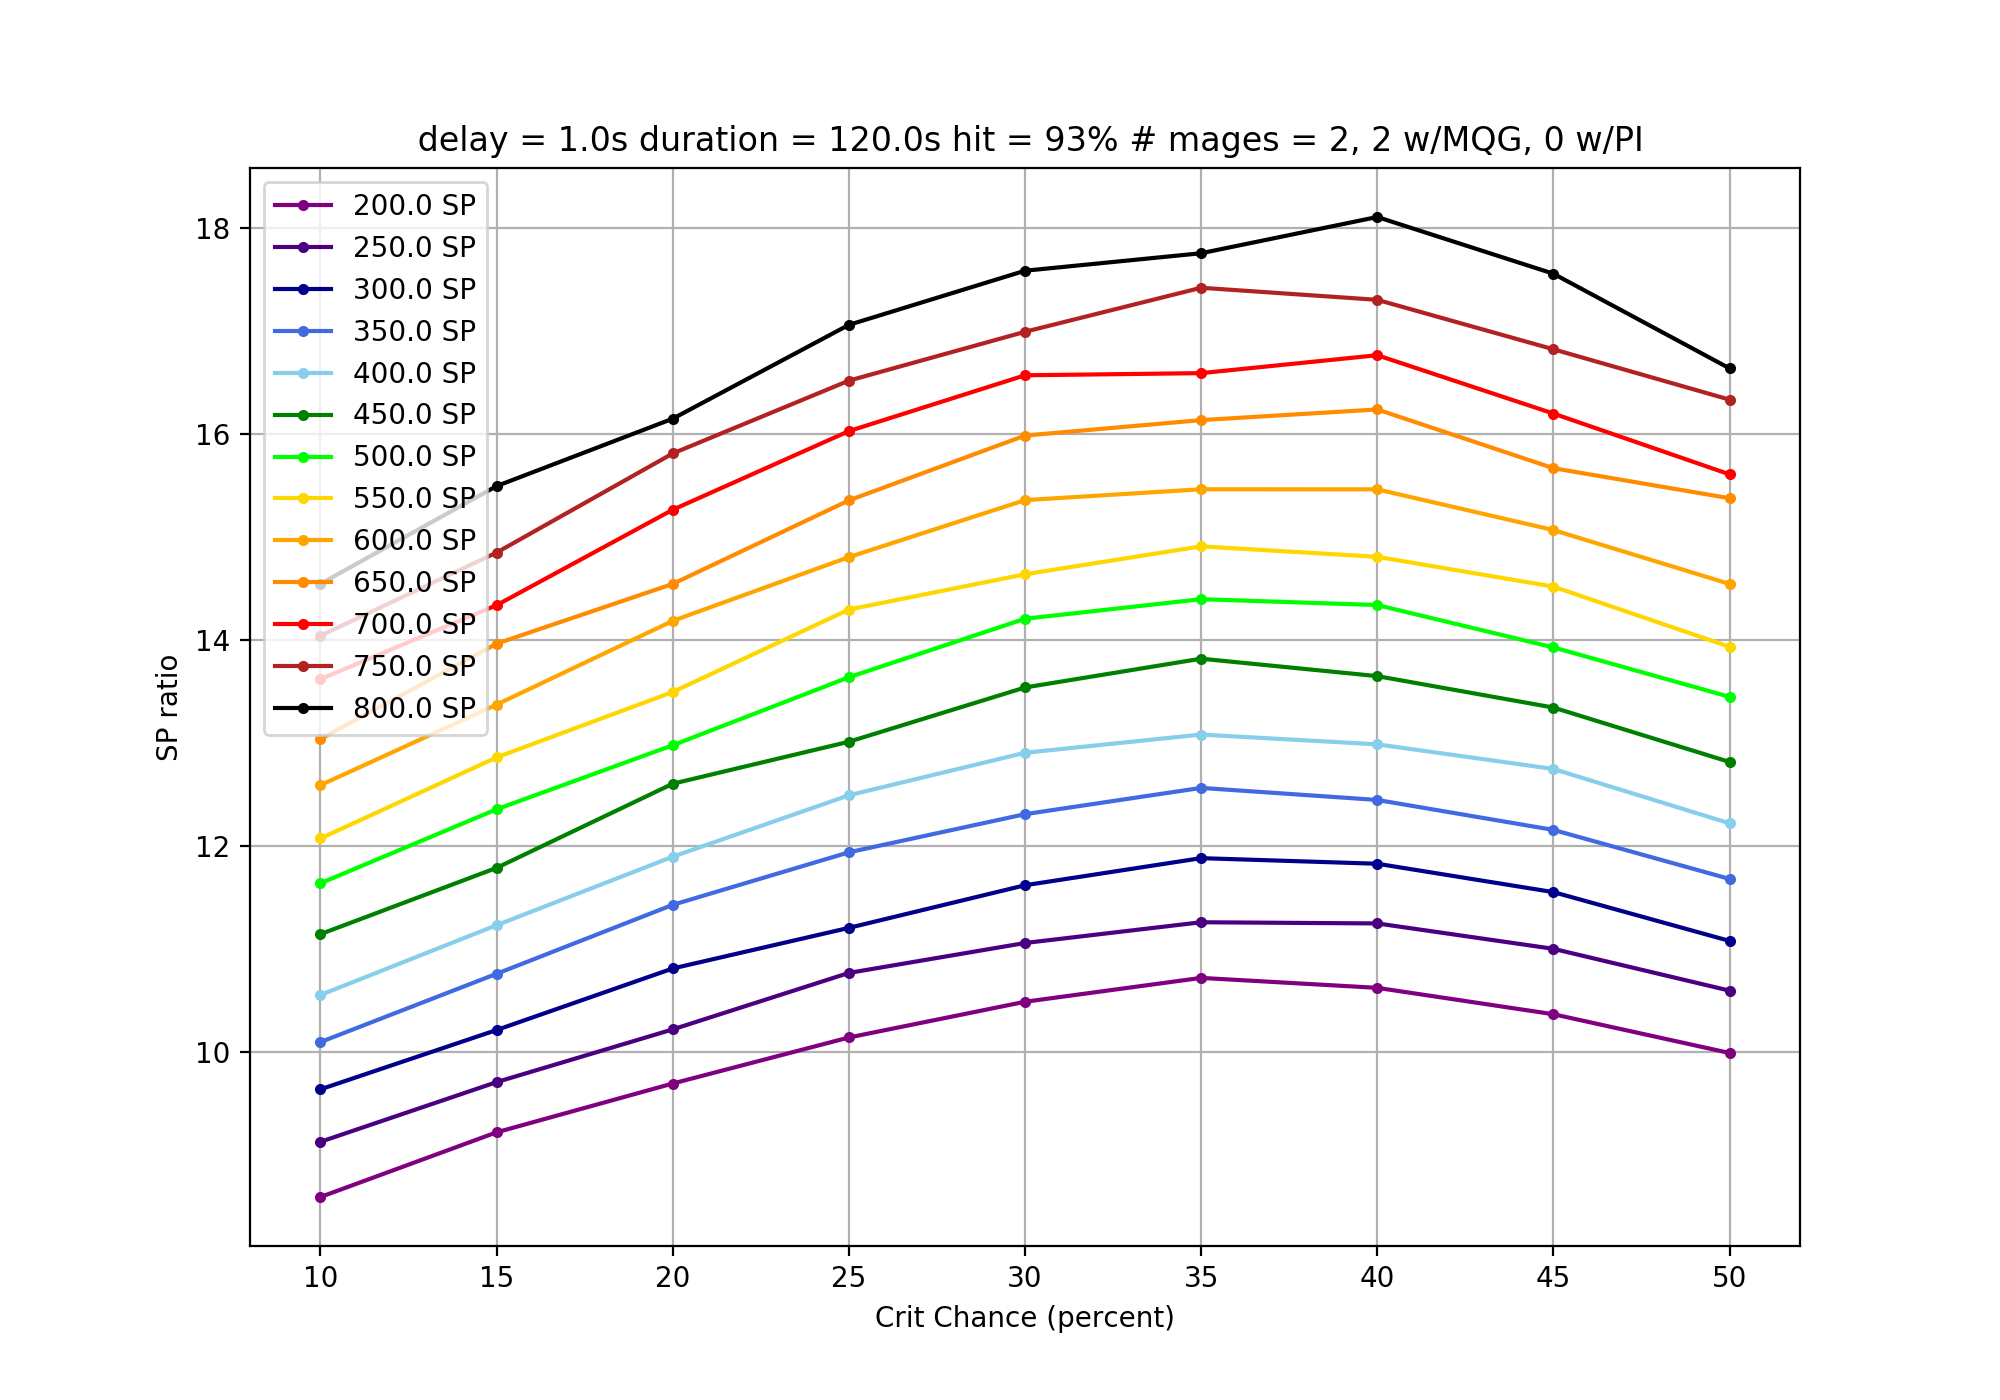 delay = 1.0s duration = 120.0s hit = 93% # mages = 2, 2 w/MQG, 0 w/PI
200.0 SP
250.0 SP
300.0 SP
350.0 SP
400.0 SP
450.0 SP
500.0 SP
550.0 SP
600.0 SP
650.0 SP
700.0 SP
750.0 SP
800.0 SP
SP ratio
18
16
14
12
10
10 15 20 25 30 35 40 45 50
Crit Chance (percent)